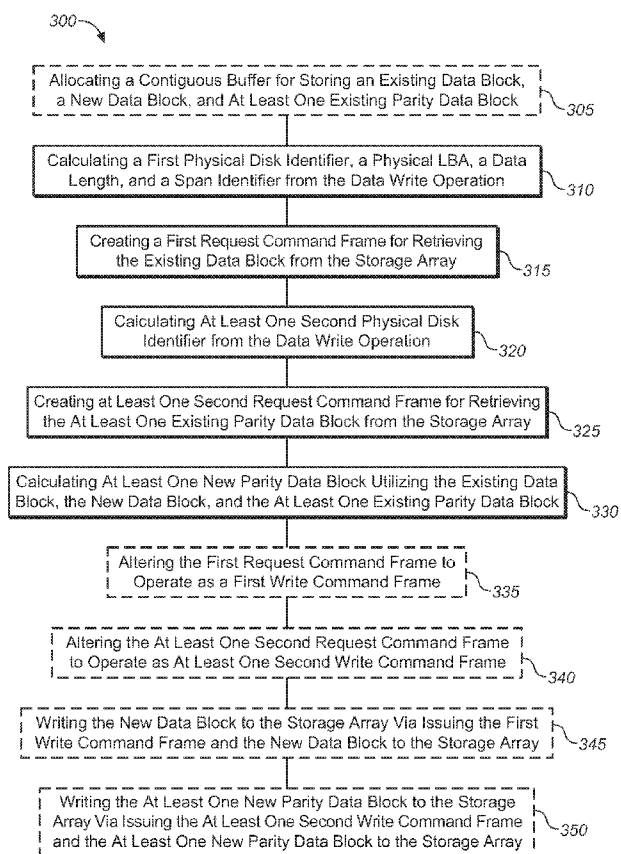 300
Allocating a Contiguous Buffer for Storing an Existing Data Block,
a New Data Block, and At Least One Existing Parity Data Block
305
Calculating a First Physical Disk Identifier, a Physical LBA, a Data
Length, and a Span Identifier from the Data Write Operation
310
Creating a First Request Command Frame for Retrieving
the Existing Data Block from the Storage Array
315
Calculating At Least One Second Physical Disk
Identifier from the Data Write Operation
320
Creating at Least One Second Request Command Frame for Retrieving
the At Least One Existing Parity Data Block from the Storage Array
325
Calculating At Least One New Parity Data Block Utilizing the Existing Data
Block, the New Data Block, and the At Least One Existing Parity Data Block
330
Altering the First Request Command Frame to
Operate as a First Write Command Frame
335
Altering the At Least One Second Request Command Frame
to Operate as At Least One Second Write Command Frame
340
Writing the New Data Block to the Storage Array Via Issuing the First
Write Command Frame and the New Data Block to the Storage Array
345
Writing the At Least One New Parity Data Block to the Storage
Array Via Issuing the At Least One Second Write Command Frame
and the At Least One New Parity Data Block to the Storage Array
350